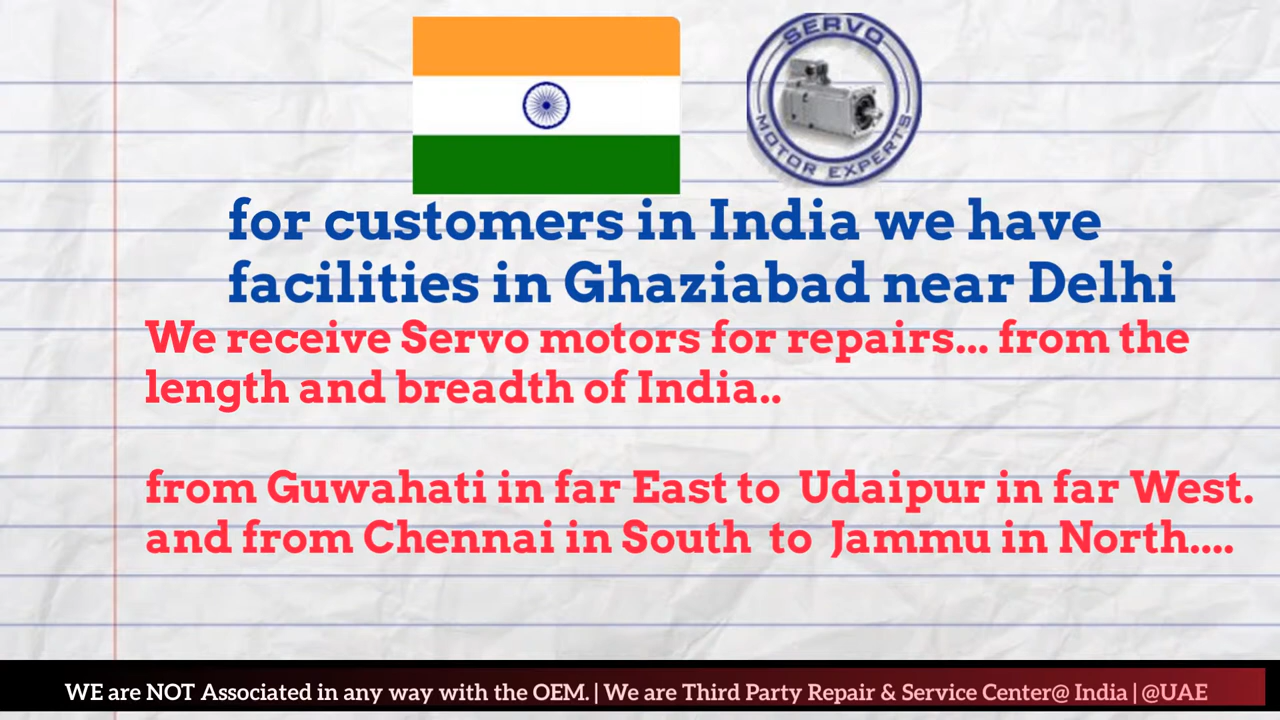 SERVO
MOTOR EXPERTS
for customers in India we have
facilities in Ghaziabad near Delhi
We receive Servo motors for repairs... from the
length and breadth of India..
from Guwahati in far East to Udaipur in far West.
and from Chennai in South to Jammu in North....
WE are NOT Associated in any way with the OEM. | We are Third Party Repair & Service Center@ India | @UAE